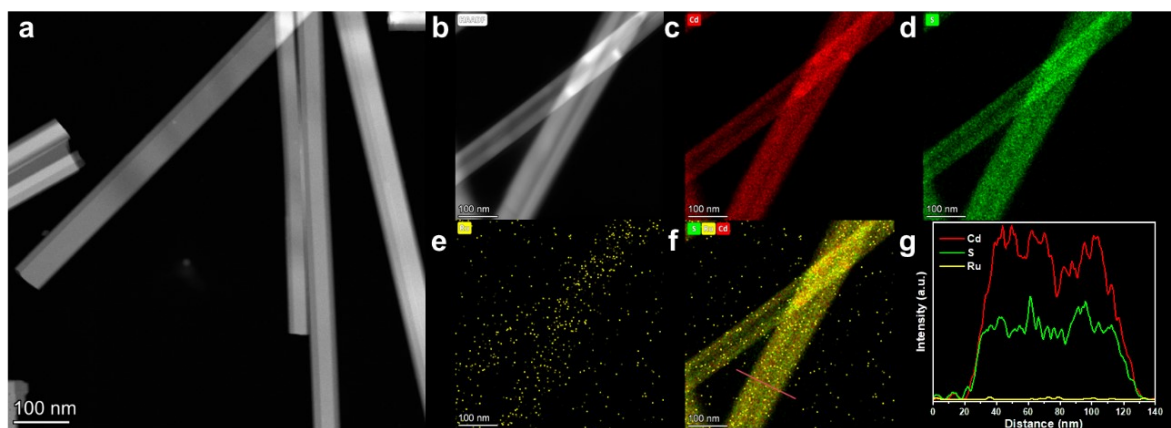 a
100 nm
b
HAADF
100 nm
c
Cd
100 nm
d
S
100 nm
e
Ru
100 nm
f
S Ru Cd
100 nm
g
Cd
S
Ru
Intensity (a.u.)
0 20 40 60 80 100 120 140
Distance (nm)